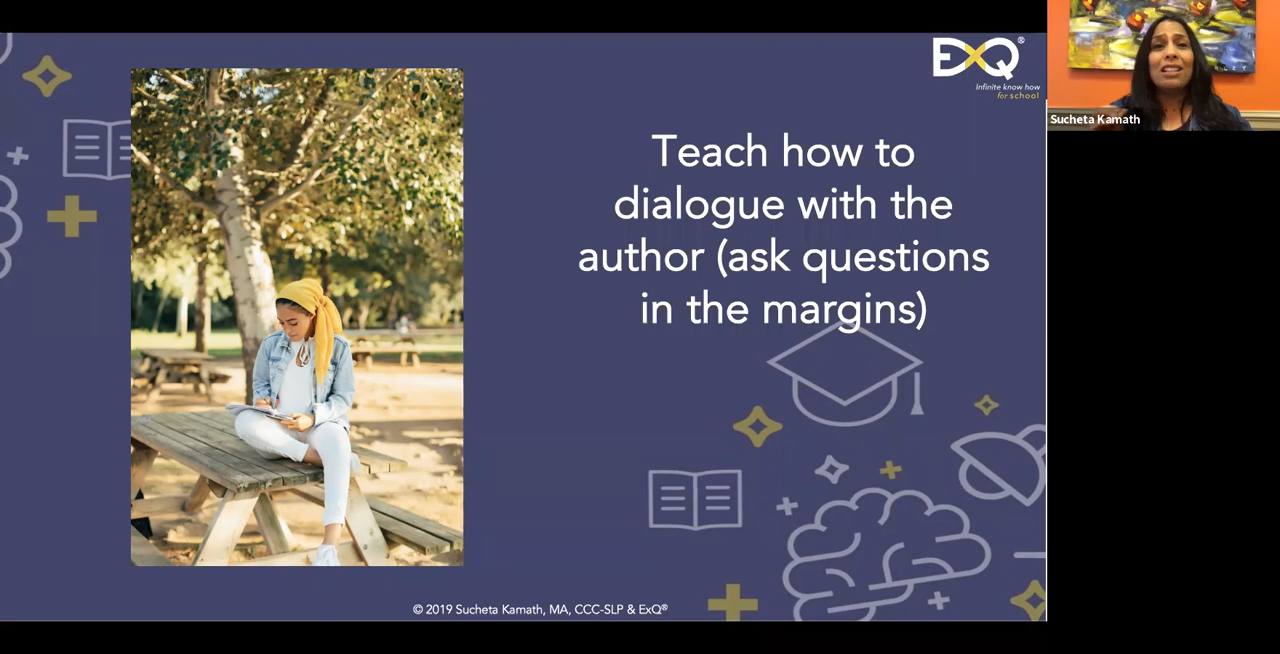 EXQ®
Infinite know how
for school
Sucheta Kamath
Teach how to
dialogue with the
author (ask questions
in the margins)
© 2019 Sucheta Kamath, MA, CCC-SLP & ExQ®